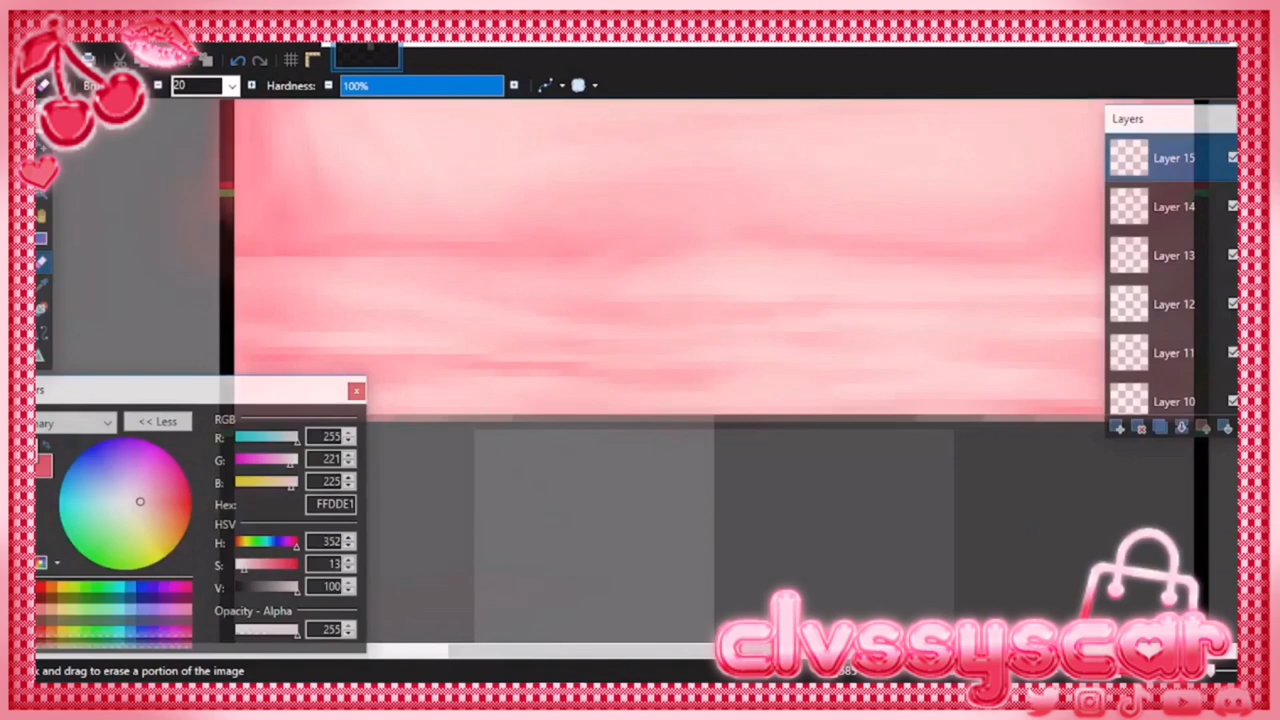 20
Hardness:
100%
Layers
Layer 15
Layer 14
Layer 13
Layer 12
Layer 11
Layer 10
<< Less
RGB
R: 255
G: 221
B: 225
Hex: FFDDE1
HSV
H: 352
S: 13
V: 100
Opacity - Alpha
255
k and drag to erase a portion of the image
clvssyscar